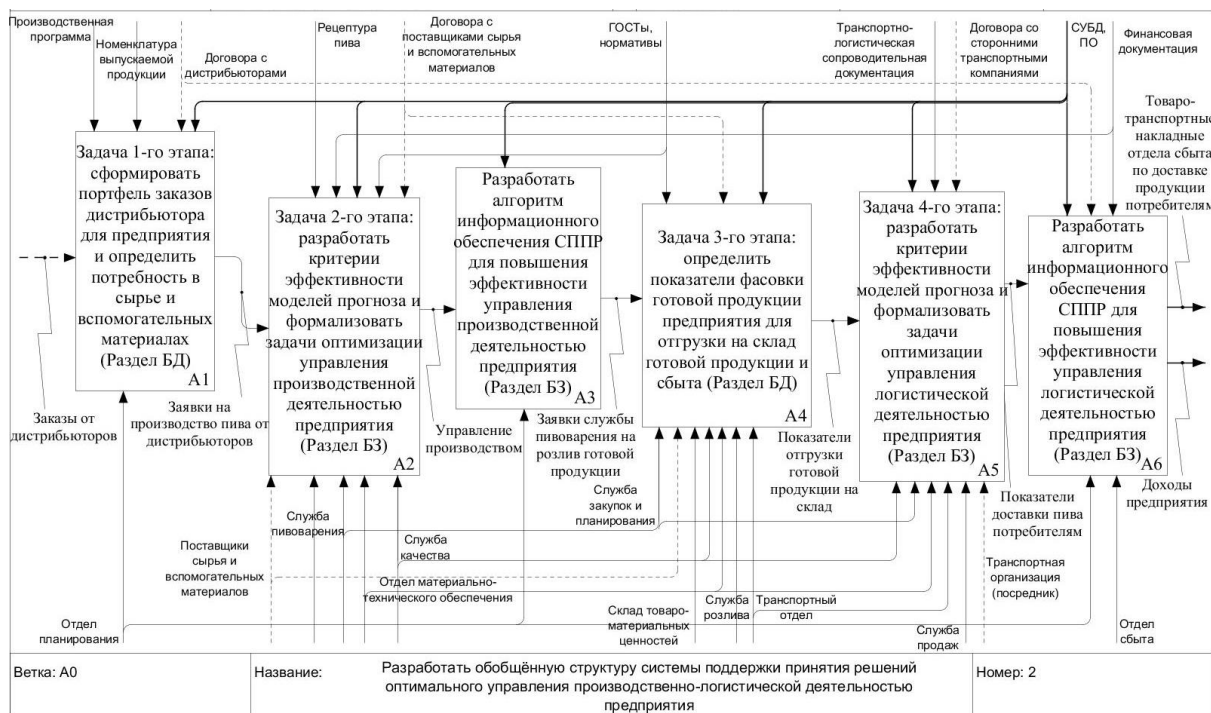 Производственная
программа
Номенклатура
выпускаемой
продукции
Договора с
дистрибьюторами
Рецептура
пива
Договора с
поставщиками сырья
и вспомогательных
материалов
ГОСТы,
нормативы
Транспортно-
логистическая
сопроводительная
документация
Договора со
сторонними
транспортными
компаниями
СУБД,
ПО
Финансовая
документация
Товаро-
транспортные
накладные
отдела сбыта
по доставке
продукции
потребителям
Задача 1-го этапа:
сформировать
портфель заказов
дистрибьютора
для предприятия
и определить
потребность в
сырье и
вспомогательных
материалах
(Раздел БД)
A1
Задача 2-го этапа:
разработать
критерии
эффективности
моделей прогноза и
формализовать
задачи оптимизации
управления
производственной
деятельностью
предприятия
(Раздел БЗ)
A2
Разработать
алгоритм
информационного
обеспечения СППР
для повышения
эффективности
управления
производственной
деятельностью
предприятия
(Раздел БЗ)
A3
Задача 3-го этапа:
определить
показатели фасовки
готовой продукции
предприятия для
отгрузки на склад
готовой продукции и
сбыта (Раздел БД)
A4
Задача 4-го этапа:
разработать
критерии
эффективности
моделей прогноза и
формализовать
задачи
оптимизации
управления
логистической
деятельностью
предприятия
(Раздел БЗ)
A5
Разработать
алгоритм
информационного
обеспечения
СППР для
повышения
эффективности
управления
логистической
деятельностью
предприятия
(Раздел БЗ)
A6
Заказы от
дистрибьюторов
Заявки на
производство пива от
дистрибьюторов
Управление
производством
Заявки службы
пивоварения на
розлив готовой
продукции
Показатели
отгрузки
готовой
продукции на
склад
Показатели
доставки пива
потребителям
Доходы
предприятия
Отдел
планирования
Поставщики
сырья и
вспомогательных
материалов
Служба
пивоварения
Отдел материально-
технического обеспечения
Служба
качества
Служба
закупок и
планирования
Склад товаро-
материальных
ценностей
Служба
розлива
Транспортный
отдел
Служба
продаж
Транспортная
организация
(посредник)
Отдел
сбыта
Ветка: A0
Название:
Разработать обобщённую структуру системы поддержки принятия решений
оптимального управления производственно-логистической деятельностью
предприятия
Номер: 2